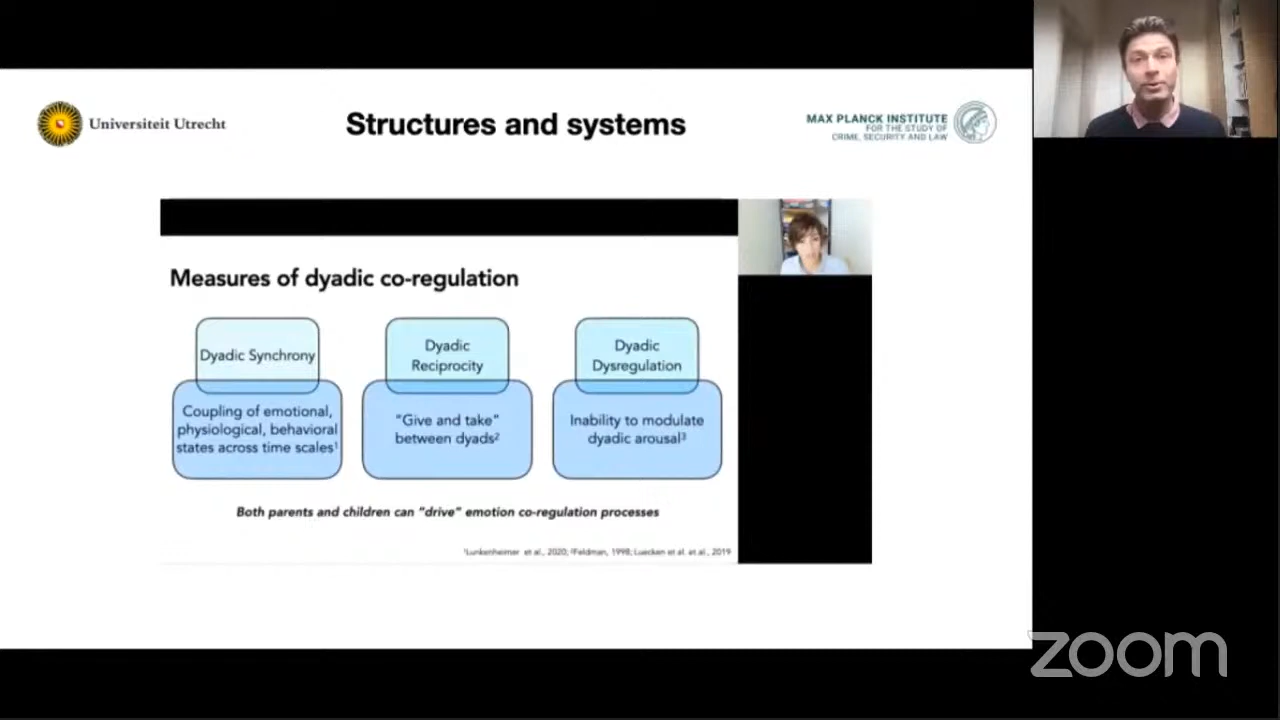 Universiteit Utrecht
Structures and systems
MAX PLANCK INSTITUTE
FOR THE STUDY OF
CRIME, SECURITY AND LAW
Measures of dyadic co-regulation
Dyadic Synchrony
Coupling of emotional,
physiological, behavioral
states across time scales¹
Dyadic
Reciprocity
“Give and take”
between dyads²
Dyadic
Dysregulation
Inability to modulate
dyadic arousal³
Both parents and children can “drive” emotion co-regulation processes
¹Lunkenheimer et al., 2020; ²Feldman, 1998; Luecken et al. et al., 2019
zoom